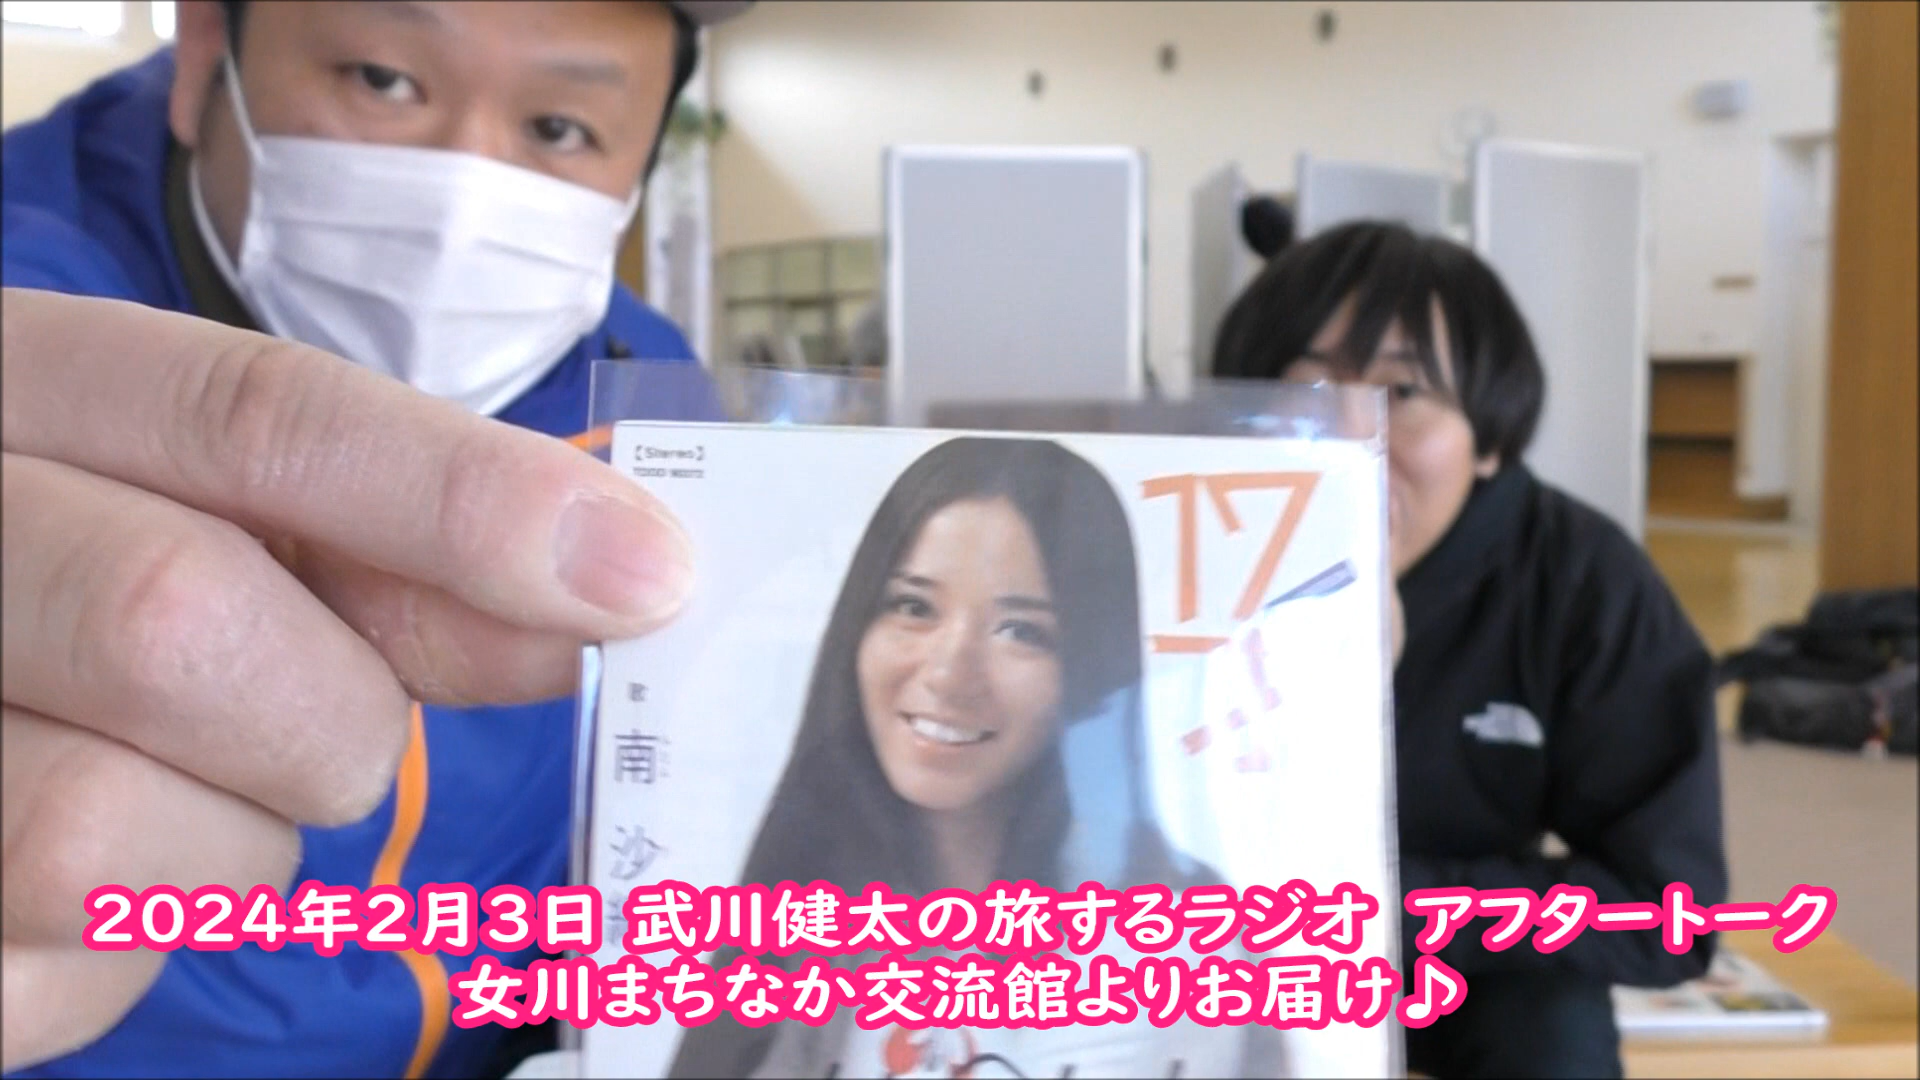 【Stereo】
17
歌
南
沙
2024年2月3日 武川健太の旅するラジオ アフタートーク
女川まちなか交流館よりお届け♪